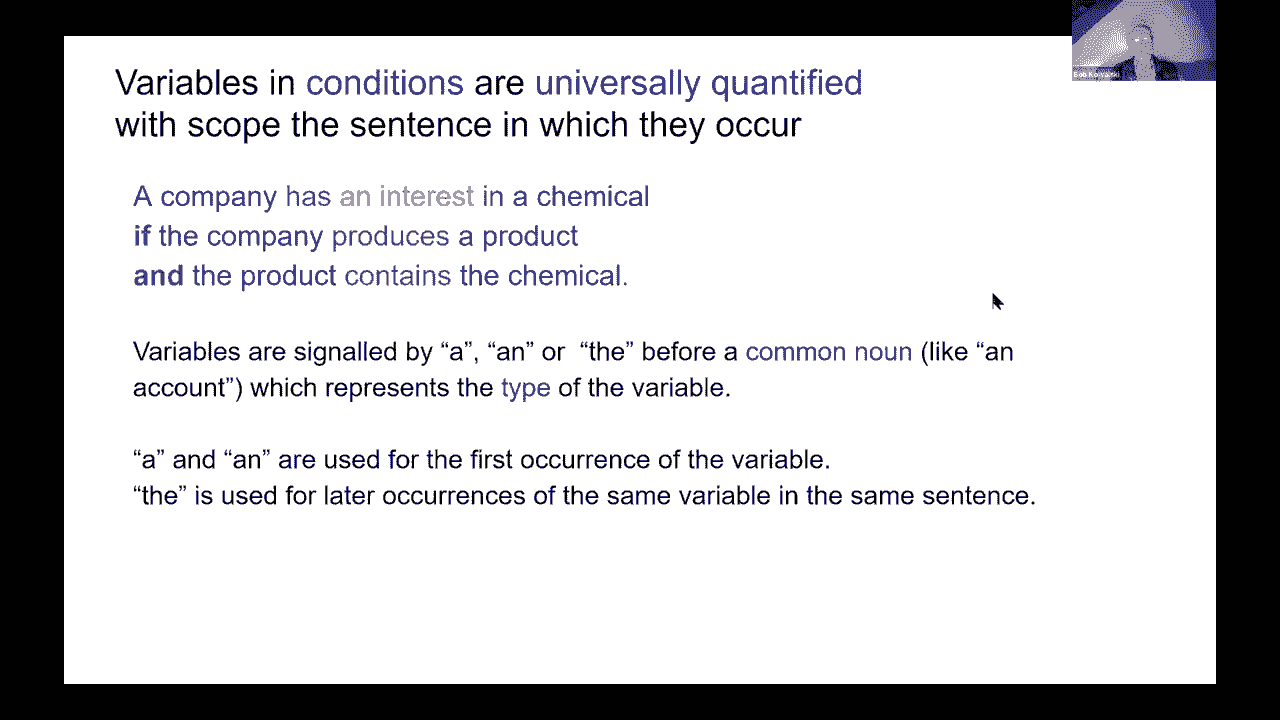 Variables in conditions are universally quantified
with scope the sentence in which they occur
A company has an interest in a chemical
if the company produces a product
and the product contains the chemical.
Variables are signalled by “a”, “an” or “the” before a common noun (like “an
account”) which represents the type of the variable.
“a” and “an” are used for the first occurrence of the variable.
“the” is used for later occurrences of the same variable in the same sentence.
Bob Kowalski